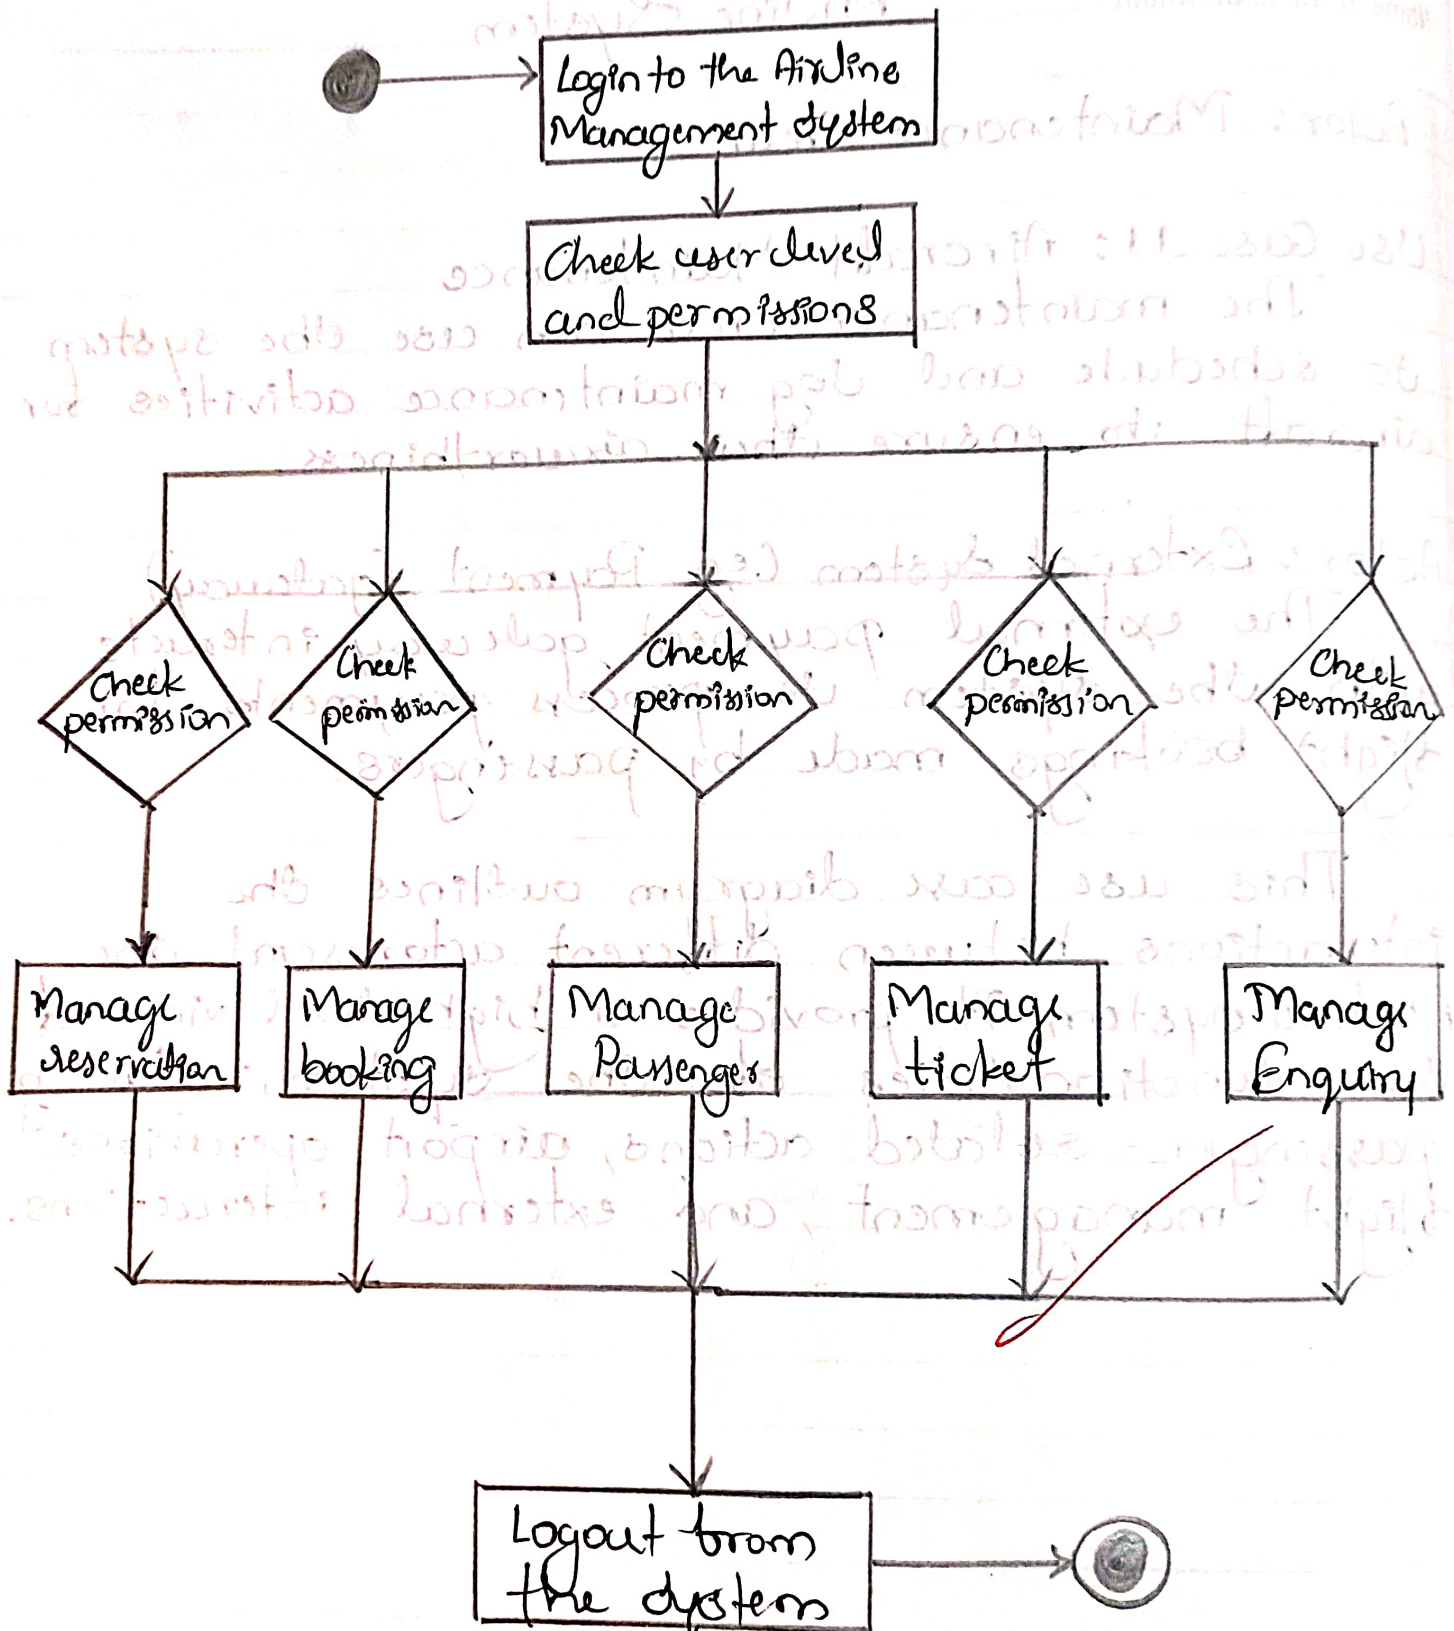 Login to the Airline
Management System
Check user level
and permissions
Check
permission
Check
permission
Check
permission
Check
permission
Check
permission
Manage
reservation
Manage
booking
Manage
Passenger
Manage
ticket
Manage
Enquiry
Logout from
the system